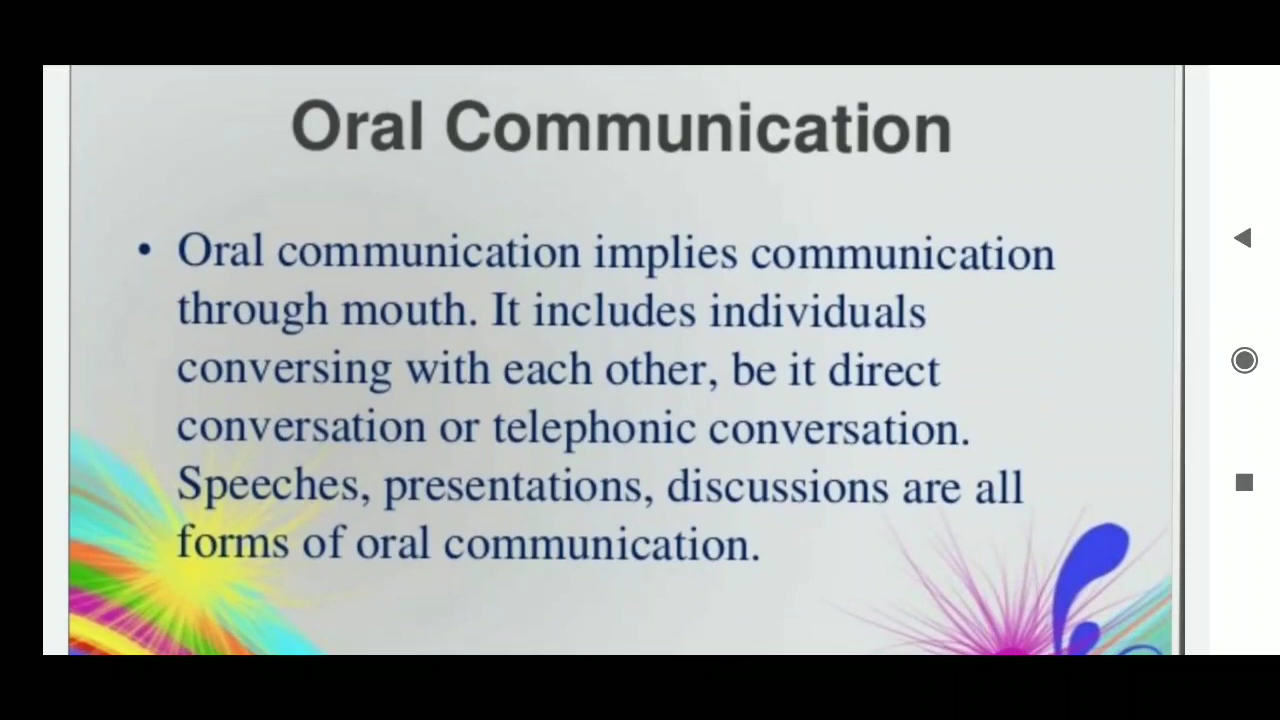 Oral Communication
• Oral communication implies communication
through mouth. It includes individuals
conversing with each other, be it direct
conversation or telephonic conversation.
Speeches, presentations, discussions are all
forms of oral communication.